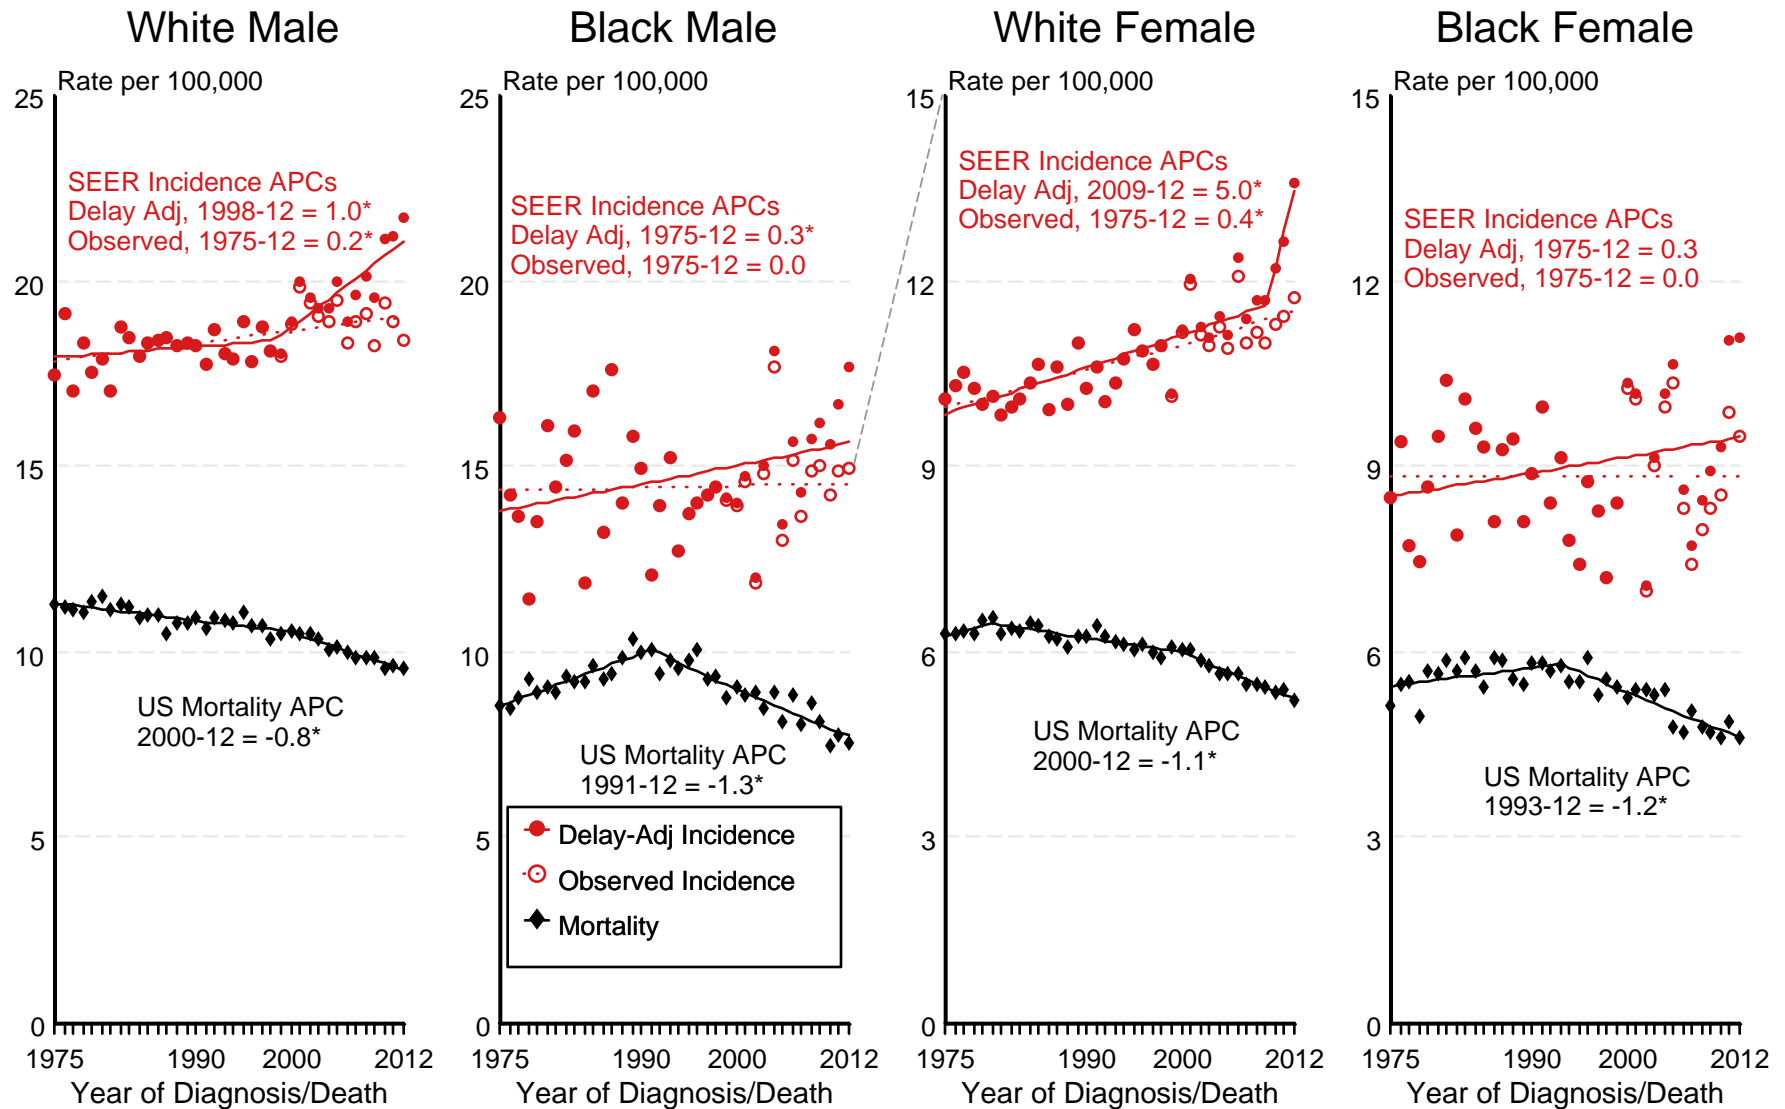 White Male
Rate per 100,000
25
20
15
10
5
0
SEER Incidence APCs
Delay Adj, 1998-12 = 1.0*
Observed, 1975-12 = 0.2*
US Mortality APC
2000-12 = -0.8*
1975 1990 2000 2012
Year of Diagnosis/Death
Black Male
Rate per 100,000
25
20
15
10
5
0
SEER Incidence APCs
Delay Adj, 1975-12 = 0.3*
Observed, 1975-12 = 0.0
US Mortality APC
1991-12 = -1.3*
Delay-Adj Incidence
Observed Incidence
Mortality
1975 1990 2000 2012
Year of Diagnosis/Death
White Female
Rate per 100,000
15
12
9
6
3
0
SEER Incidence APCs
Delay Adj, 2009-12 = 5.0*
Observed, 1975-12 = 0.4*
US Mortality APC
2000-12 = -1.1*
1975 1990 2000 2012
Year of Diagnosis/Death
Black Female
Rate per 100,000
15
12
9
6
3
0
SEER Incidence APCs
Delay Adj, 1975-12 = 0.3
Observed, 1975-12 = 0.0
US Mortality APC
1993-12 = -1.2*
1975 1990 2000 2012
Year of Diagnosis/Death